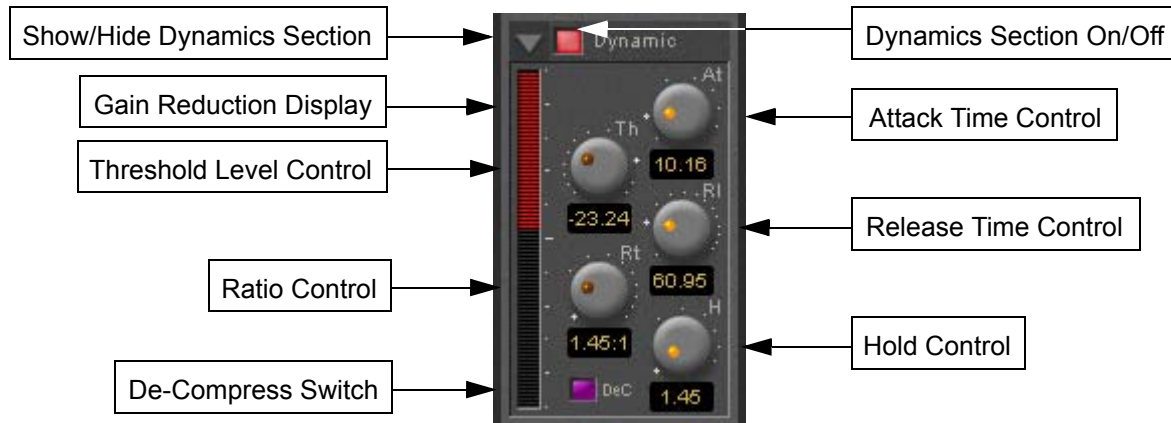 Show/Hide Dynamics Section
Dynamic
Dynamics Section On/Off
Gain Reduction Display
At
Attack Time Control
Threshold Level Control
Th
10.16
-23.24
Rl
Release Time Control
Ratio Control
Rt
60.95
1.45:1
H
Hold Control
De-Compress Switch
DeC
1.45